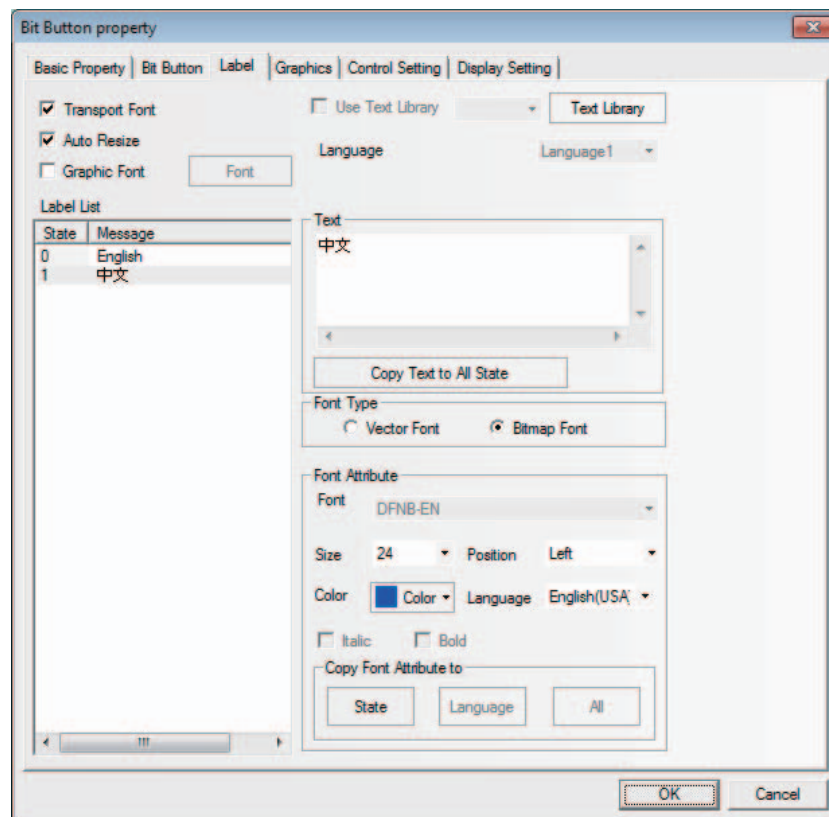 Bit Button property
Basic Property Bit Button Label Graphics Control Setting Display Setting
Transport Font
Auto Resize
Graphic Font Font
Use Text Library Text Library
Language Language1
Label List
State Message
0 English
1 中文
Text
中文
Copy Text to All State
Font Type
Vector Font Bitmap Font
Font Attribute
Font DFNB-EN
Size 24 Position Left
Color Color Language English(USA)
Italic Bold
Copy Font Attribute to
State Language All
OK Cancel